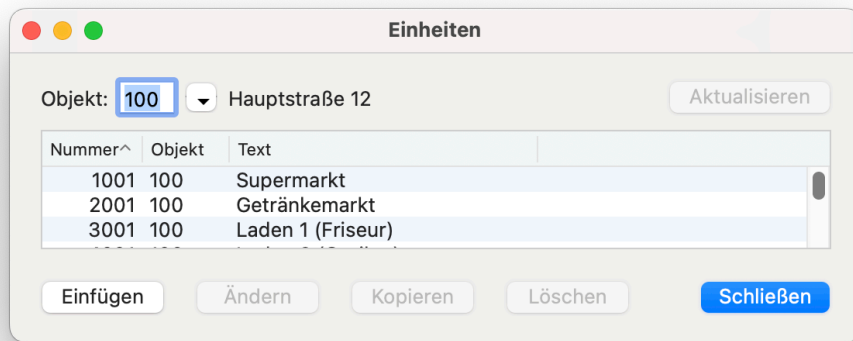 Einheiten
Objekt: 100 Hauptstraße 12 Aktualisieren
Nummer^ Objekt Text
1001 100 Supermarkt
2001 100 Getränkemarkt
3001 100 Laden 1 (Friseur)
Einfügen Ändern Kopieren Löschen Schließen